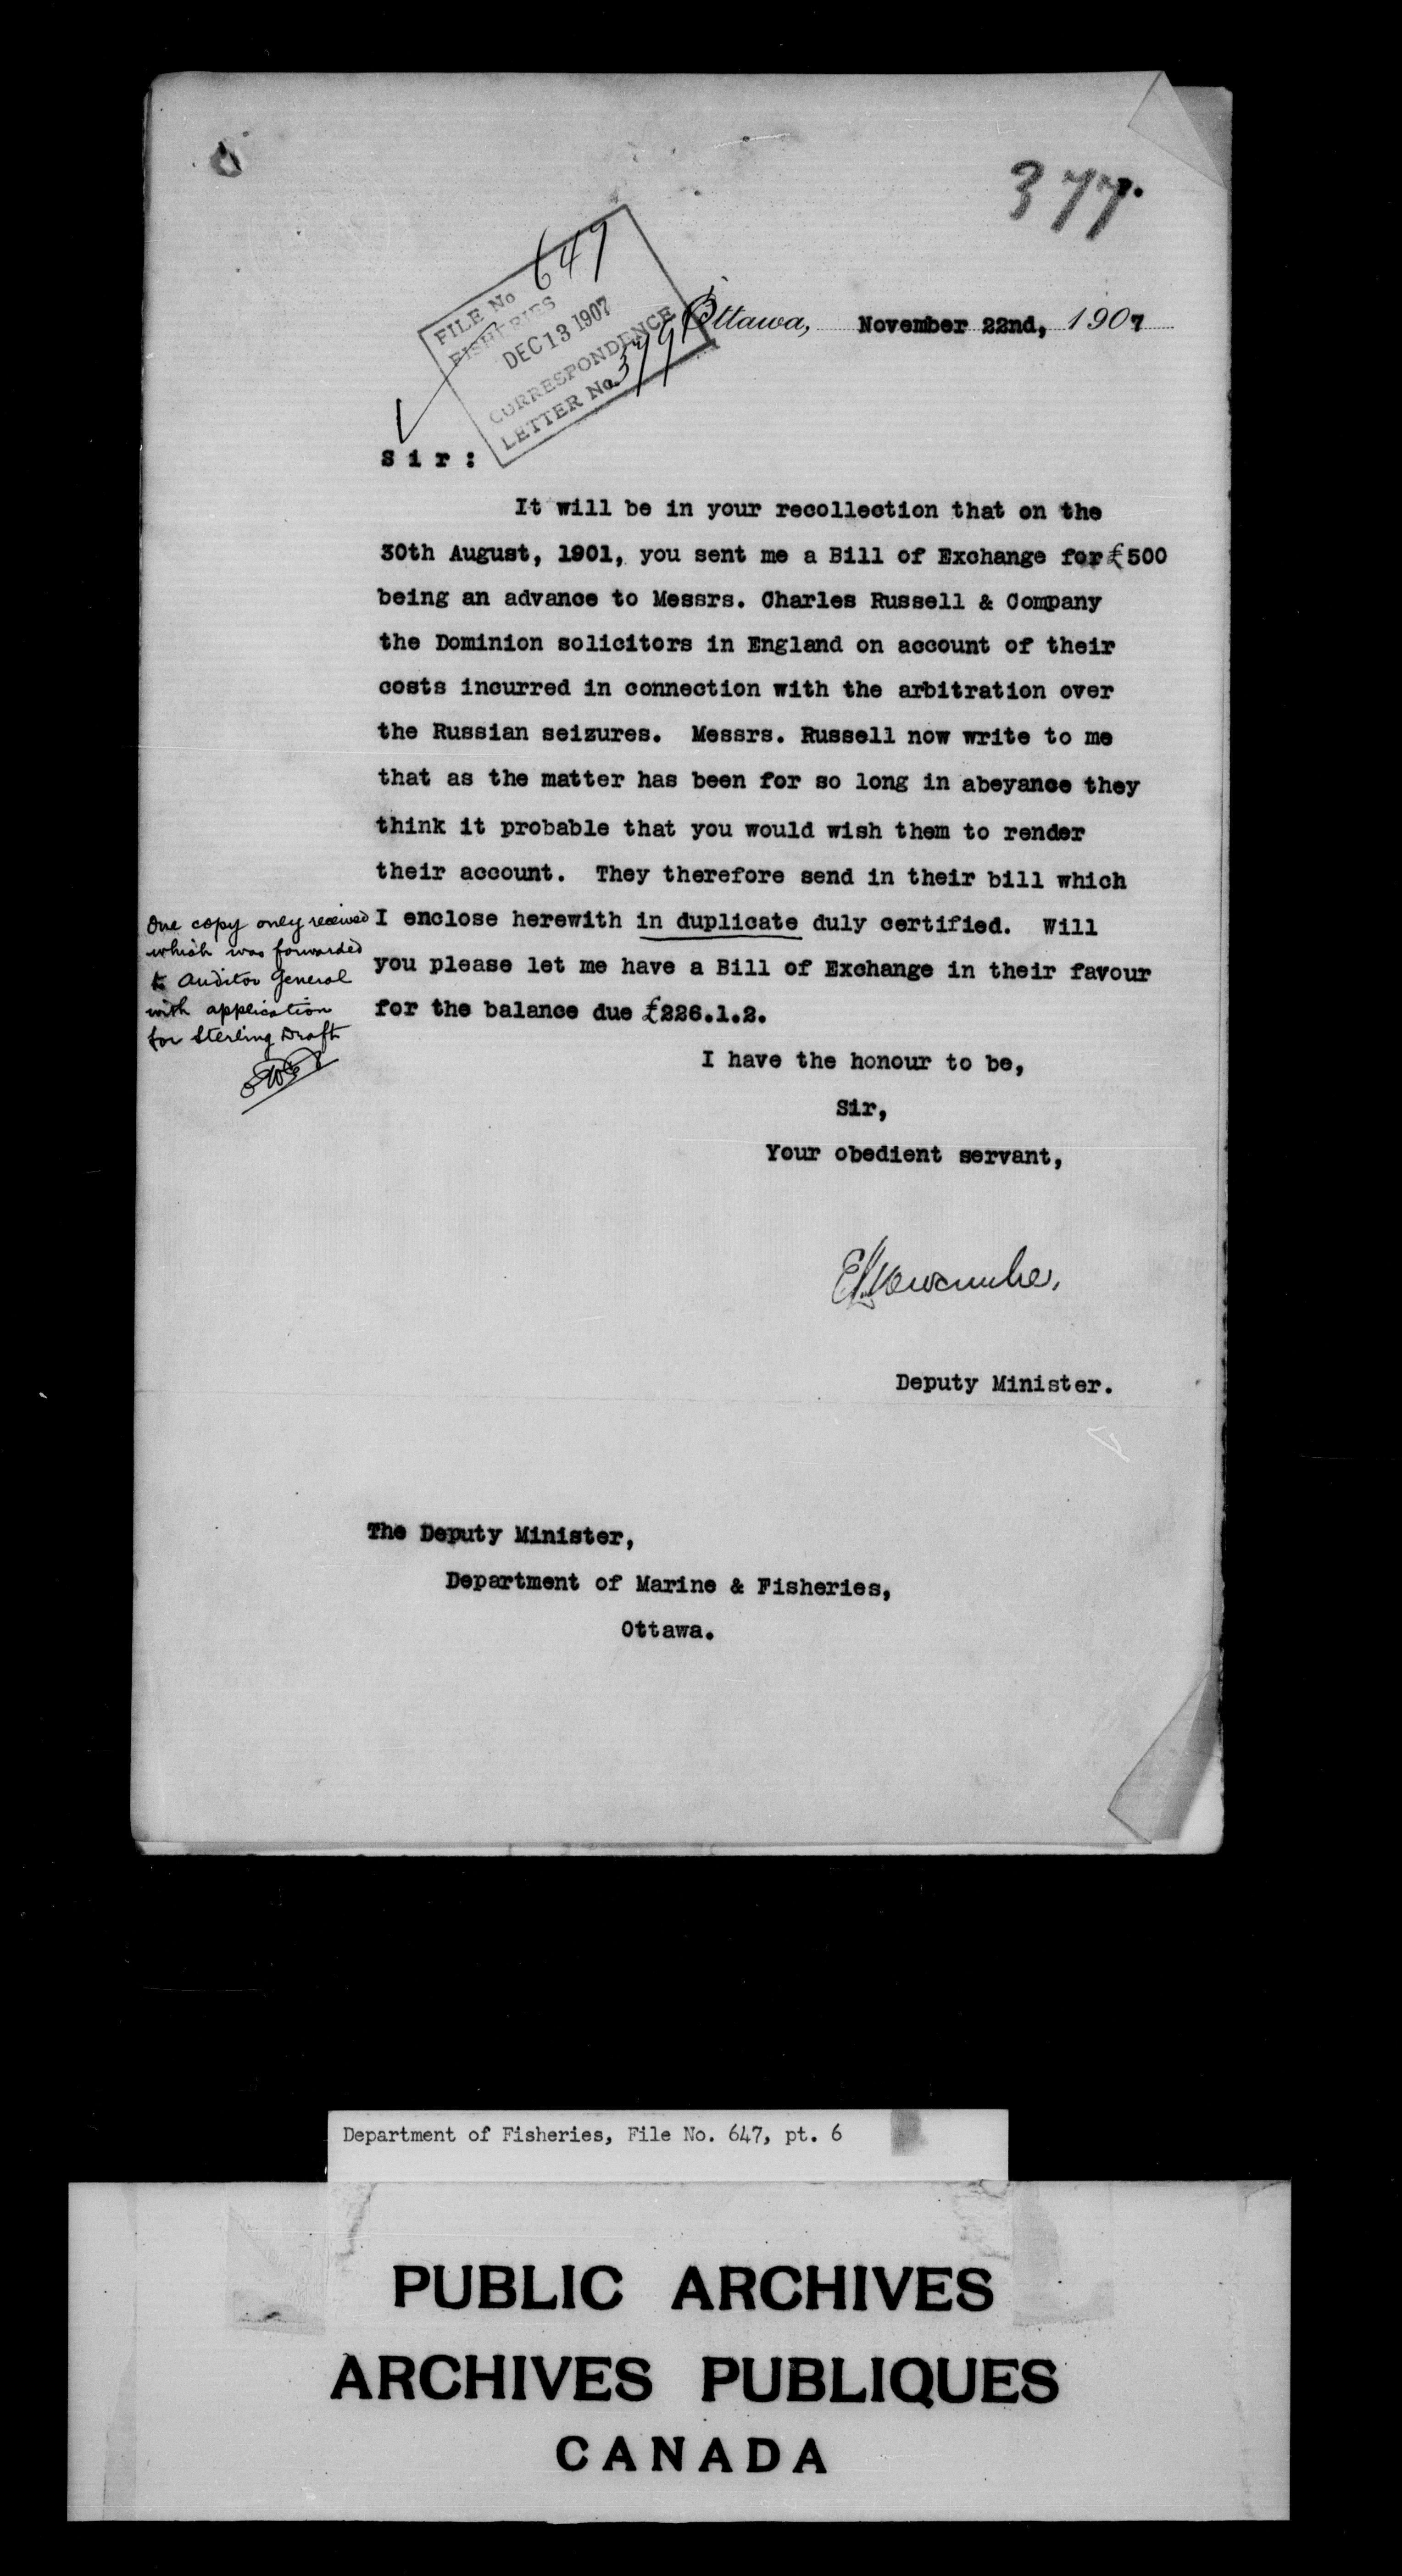 377.
FILE No 647
FISHERIES
DEC 13 1907
CORRESPONDENCE
LETTER No.
Ottawa, November 22nd, 1907
Sir:
It will be in your recollection that on the
30th August, 1901, you sent me a Bill of Exchange for £500
being an advance to Messrs. Charles Russell & Company
the Dominion solicitors in England on account of their
costs incurred in connection with the arbitration over
the Russian seizures. Messrs. Russell now write to me
that as the matter has been for so long in abeyance they
think it probable that you would wish them to render
their account. They therefore send in their bill which
I enclose herewith in duplicate duly certified. Will
you please let me have a Bill of Exchange in their favour
for the balance due £226.1.2.
One copy only received
which was forwarded
to Auditor General
with application
for Sterling Draft
I have the honour to be,
Sir,
Your obedient servant,
E.L. Newcombe,
Deputy Minister.
The Deputy Minister,
Department of Marine & Fisheries,
Ottawa.
Department of Fisheries, File No. 647, pt. 6
PUBLIC ARCHIVES
ARCHIVES PUBLIQUES
CANADA